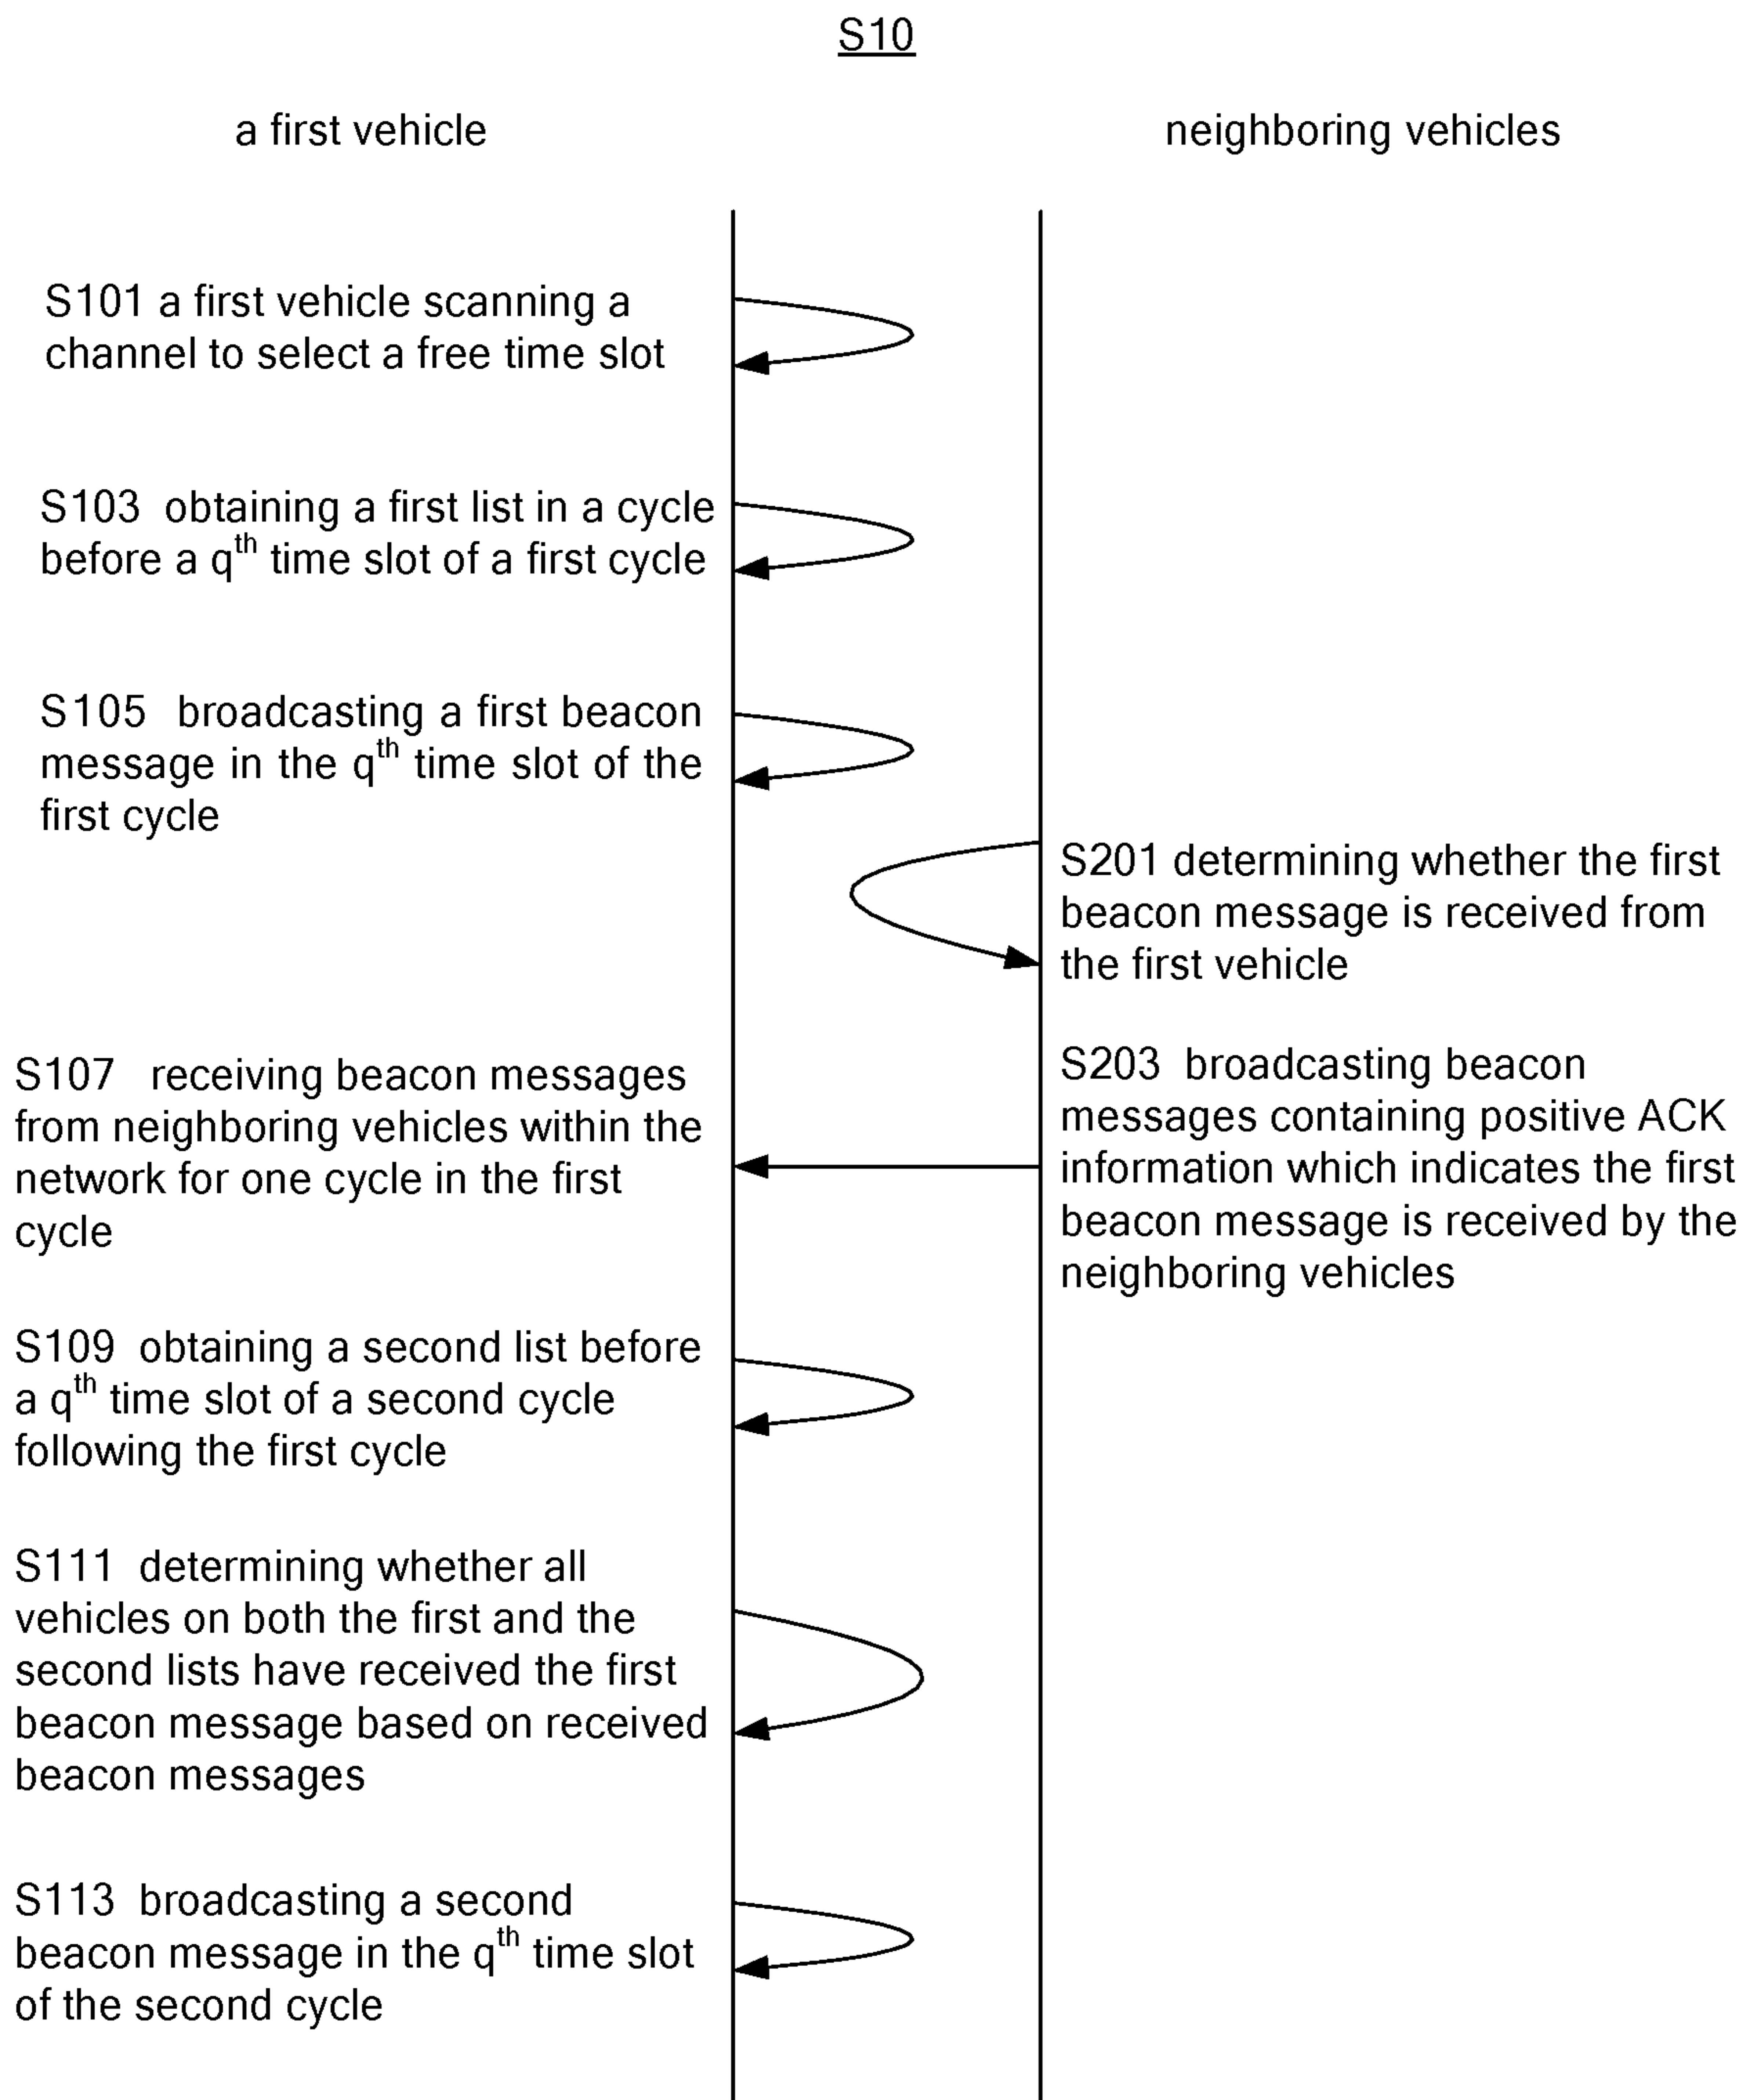 S10
a first vehicle
neighboring vehicles
S101 a first vehicle scanning a
channel to select a free time slot
S103 obtaining a first list in a cycle
before a qth time slot of a first cycle
S105 broadcasting a first beacon
message in the qth time slot of the
first cycle
S201 determining whether the first
beacon message is received from
the first vehicle
S203 broadcasting beacon
messages containing positive ACK
information which indicates the first
beacon message is received by the
neighboring vehicles
S107 receiving beacon messages
from neighboring vehicles within the
network for one cycle in the first
cycle
S109 obtaining a second list before
a qth time slot of a second cycle
following the first cycle
S111 determining whether all
vehicles on both the first and the
second lists have received the first
beacon message based on received
beacon messages
S113 broadcasting a second
beacon message in the qth time slot
of the second cycle